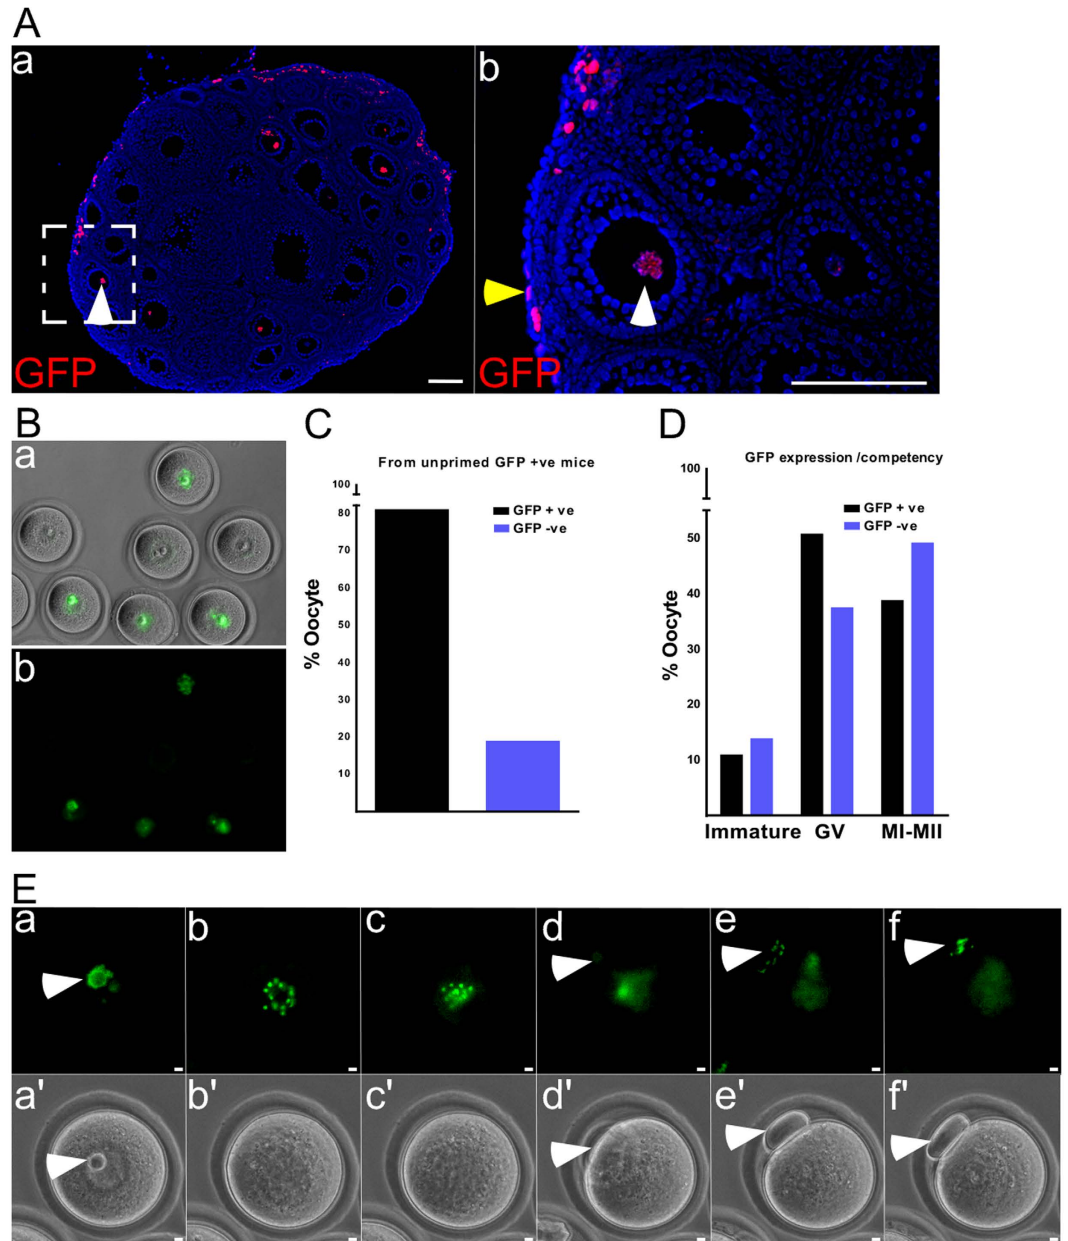 A
a
b
GFP
GFP
B
a
b
C
From unprimed GFP +ve mice
100
80
70
60
50
40
30
20
10
% Oocyte
GFP + ve
GFP -ve
D
GFP expression /competency
100
50
40
30
20
10
% Oocyte
GFP + ve
GFP -ve
Immature GV MI-MII
E
a b c d e f
a' b' c' d' e' f'